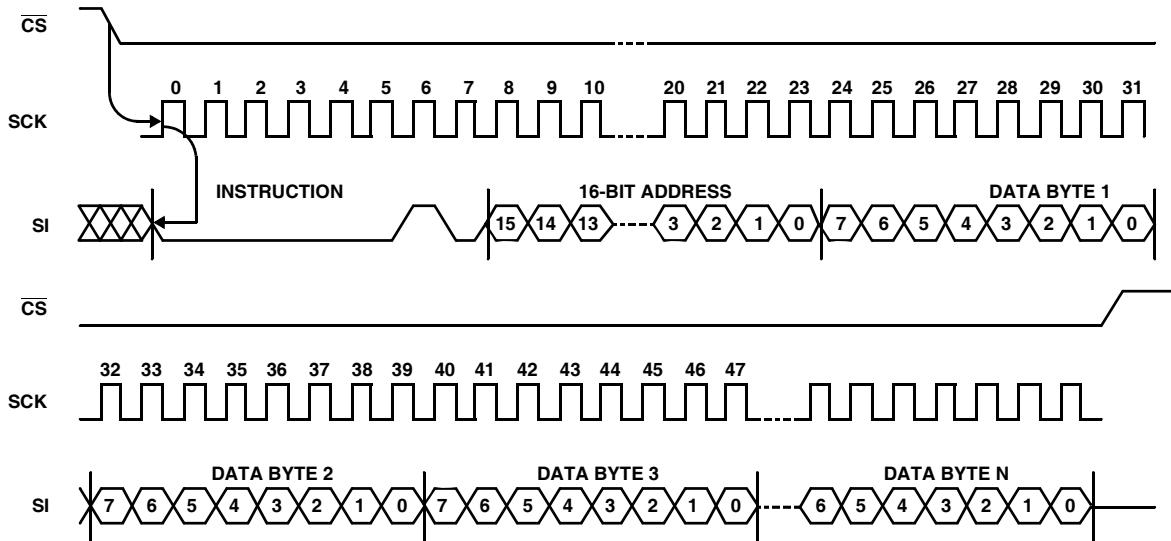 CS
0 1 2 3 4 5 6 7 8 9 10 20 21 22 23 24 25 26 27 28 29 30 31
SCK
INSTRUCTION 16-BIT ADDRESS DATA BYTE 1
SI 15 14 13 3 2 1 0 7 6 5 4 3 2 1 0
CS
32 33 34 35 36 37 38 39 40 41 42 43 44 45 46 47
SCK
DATA BYTE 2 DATA BYTE 3 DATA BYTE N
SI 7 6 5 4 3 2 1 0 7 6 5 4 3 2 1 0 6 5 4 3 2 1 0